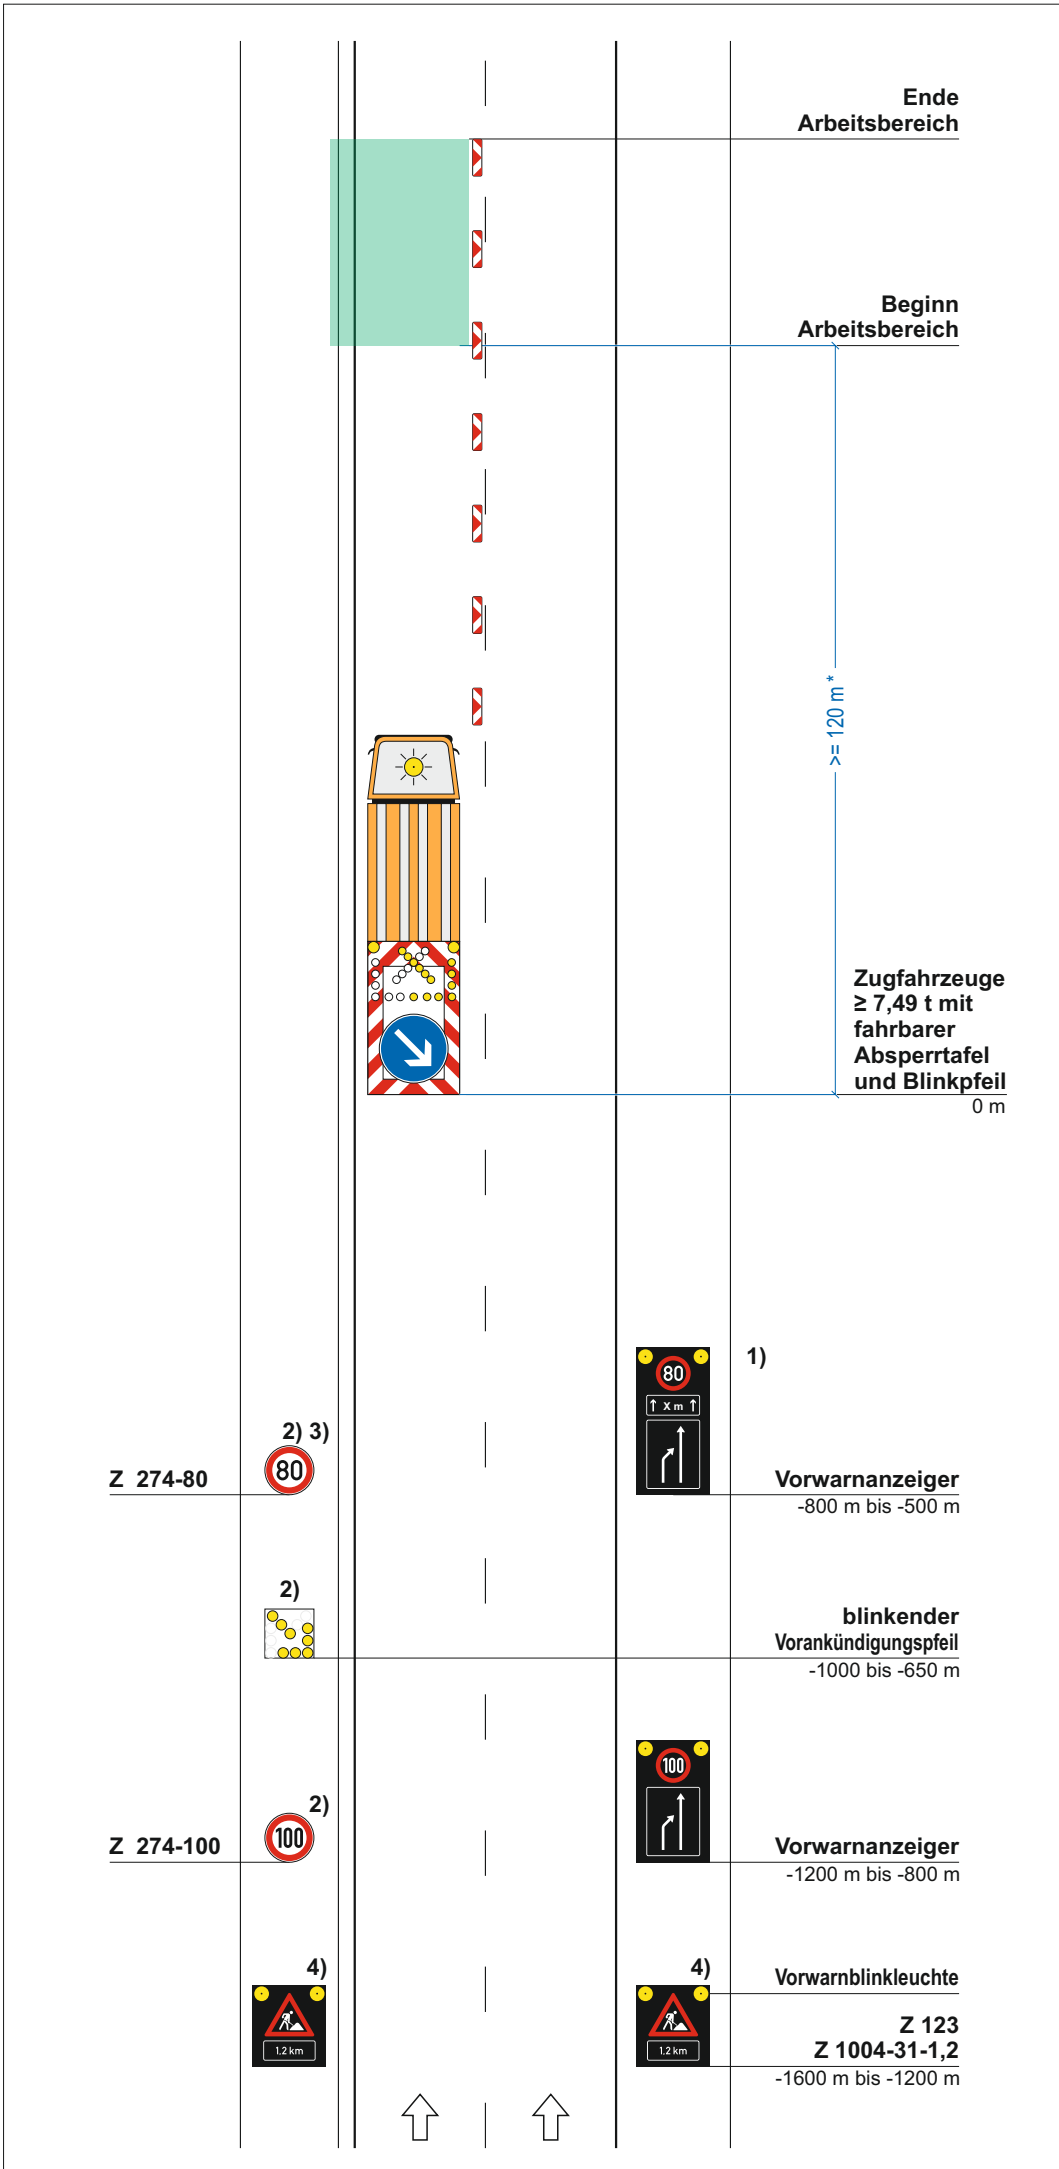 Ende
Arbeitsbereich
Beginn
Arbeitsbereich
>= 120 m *
Zugfahrzeuge
≥ 7,49 t mit
fahrbarer
Absperrtafel
und Blinkpfeil
0 m
1)
80
X m
2) 3)
80
Z 274-80
Vorwarnanzeiger
-800 m bis -500 m
2)
blinkender
Vorankündigungspfeil
-1000 bis -650 m
100
2)
100
Z 274-100
Vorwarnanzeiger
-1200 m bis -800 m
4)
4)
Vorwarnblinkleuchte
1,2 km
1,2 km
Z 123
Z 1004-31-1,2
-1600 m bis -1200 m